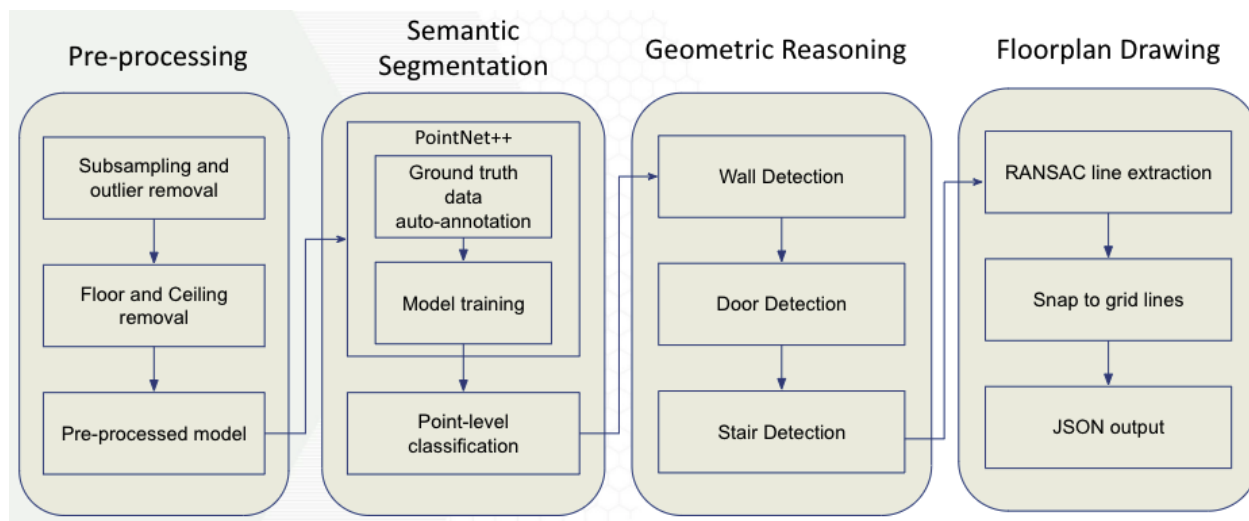 Pre-processing
Subsampling and
outlier removal
Floor and Ceiling
removal
Pre-processed model
Semantic
Segmentation
PointNet++
Ground truth
data
auto-annotation
Model training
Point-level
classification
Geometric Reasoning
Wall Detection
Door Detection
Stair Detection
Floorplan Drawing
RANSAC line extraction
Snap to grid lines
JSON output